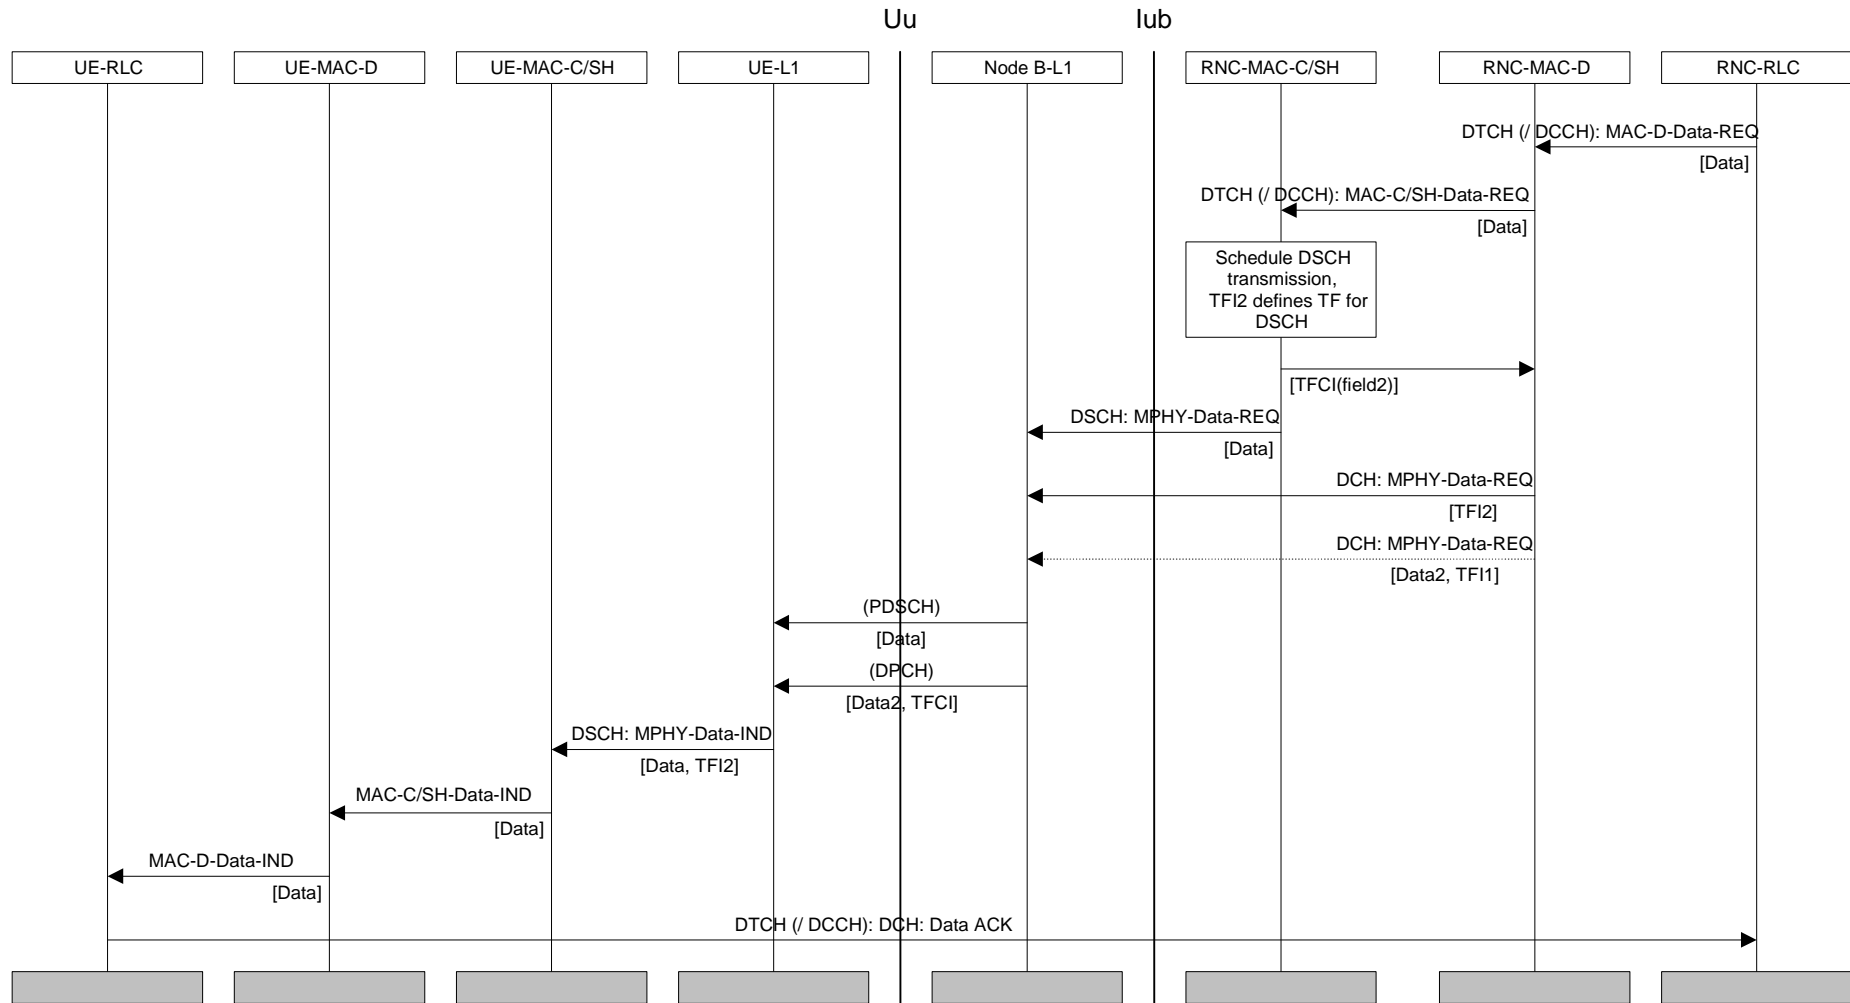 Uu
Iub
UE-RLC
UE-MAC-D
UE-MAC-C/SH
UE-L1
Node B-L1
RNC-MAC-C/SH
RNC-MAC-D
RNC-RLC
DTCH (/ DCCH): MAC-D-Data-REQ
[Data]
DTCH (/ DCCH): MAC-C/SH-Data-REQ
[Data]
Schedule DSCH
transmission,
TFI2 defines TF for
DSCH
[TFCI(field2)]
DSCH: MPHY-Data-REQ
[Data]
DCH: MPHY-Data-REQ
[TFI2]
DCH: MPHY-Data-REQ
[Data2, TFI1]
(PDSCH)
[Data]
(DPCH)
[Data2, TFCI]
DSCH: MPHY-Data-IND
[Data, TFI2]
MAC-C/SH-Data-IND
[Data]
MAC-D-Data-IND
[Data]
DTCH (/ DCCH): DCH: Data ACK